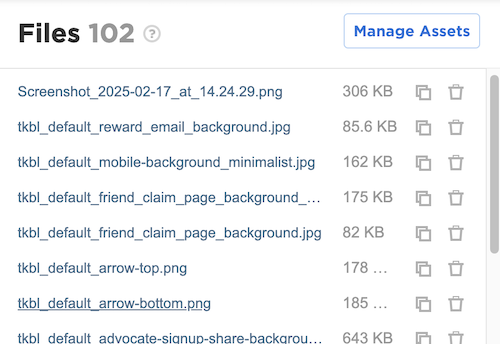 Files 102 ?
Manage Assets
Screenshot_2025-02-17_at_14.24.29.png 306 KB
tkbl_default_reward_email_background.jpg 85.6 KB
tkbl_default_mobile-background_minimalist.jpg 162 KB
tkbl_default_friend_claim_page_background_... 175 KB
tkbl_default_friend_claim_page_background.jpg 82 KB
tkbl_default_arrow-top.png 178 ...
tkbl_default_arrow-bottom.png 185 ...
tkbl_default_advocate-signup-share-backgrou... 643 KB